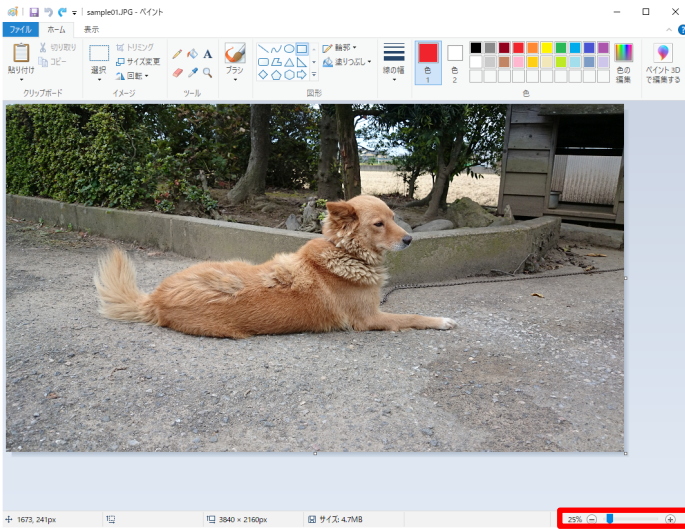 sample01.JPG - ペイント
ファイル ホーム 表示
貼り付け
切り取り
コピー
クリップボード
選択
トリミング
サイズ変更
回転
イメージ
A
ツール
ブラシ
輪郭
塗りつぶし
図形
線の幅
色
1
色
2
色の
編集
色
ペイント 3D
で編集する
1673, 241px
3840 × 2160px
サイズ: 4.7MB
25%